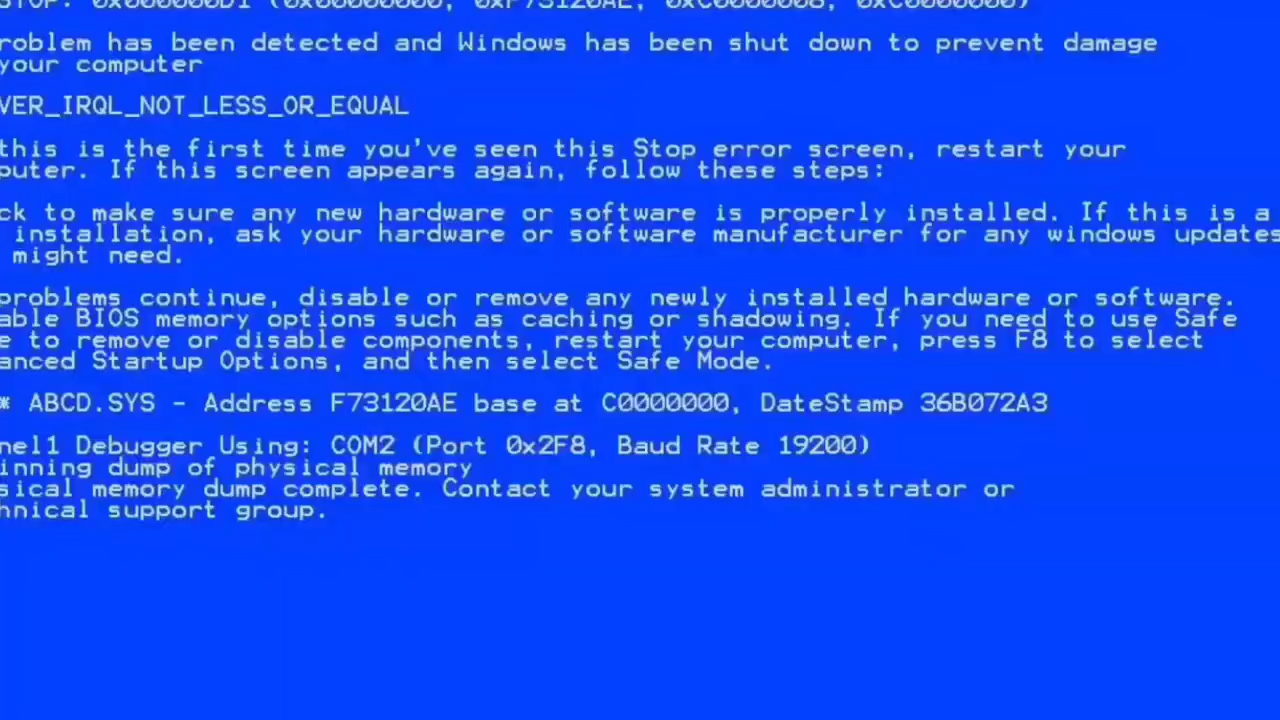 STOP: 0x000000D1 (0x00000000, 0xF73120AE, 0xC0000008, 0xC0000000)
roblem has been detected and Windows has been shut down to prevent damage
your computer
VER_IRQL_NOT_LESS_OR_EQUAL
this is the first time you've seen this Stop error screen, restart your
puter. If this screen appears again, follow these steps:
ck to make sure any new hardware or software is properly installed. If this is a
installation, ask your hardware or software manufacturer for any windows updates
might need.
problems continue, disable or remove any newly installed hardware or software.
able BIOS memory options such as caching or shadowing. If you need to use Safe
e to remove or disable components, restart your computer, press F8 to select
anced Startup Options, and then select Safe Mode.
* ABCD.SYS - Address F73120AE base at C0000000, DateStamp 36B072A3
nel1 Debugger Using: COM2 (Port 0x2F8, Baud Rate 19200)
inning dump of physical memory
sical memory dump complete. Contact your system administrator or
hnical support group.